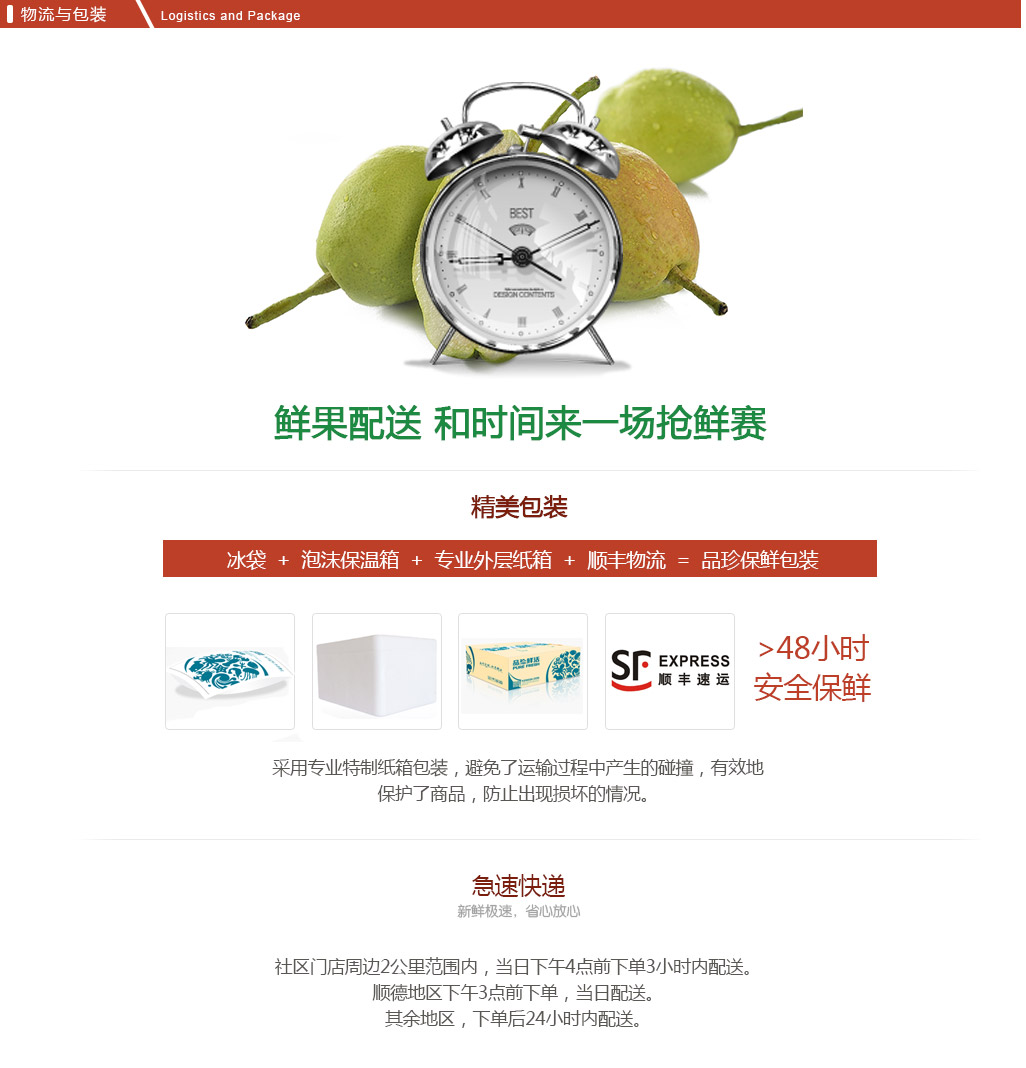 物流与包装
Logistics and Package
BEST
DESIGN CONTENTS
鲜果配送 和时间来一场抢鲜赛
精美包装
冰袋 + 泡沫保温箱 + 专业外层纸箱 + 顺丰物流 = 品珍保鲜包装
品珍鲜活
PURE FRESH
SF EXPRESS
顺丰速运
>48小时
安全保鲜
采用专业特制纸箱包装，避免了运输过程中产生的碰撞，有效地
保护了商品，防止出现损坏的情况。
急速快递
新鲜极速，省心放心
社区门店周边2公里范围内，当日下午4点前下单3小时内配送。
顺德地区下午3点前下单，当日配送。
其余地区，下单后24小时内配送。